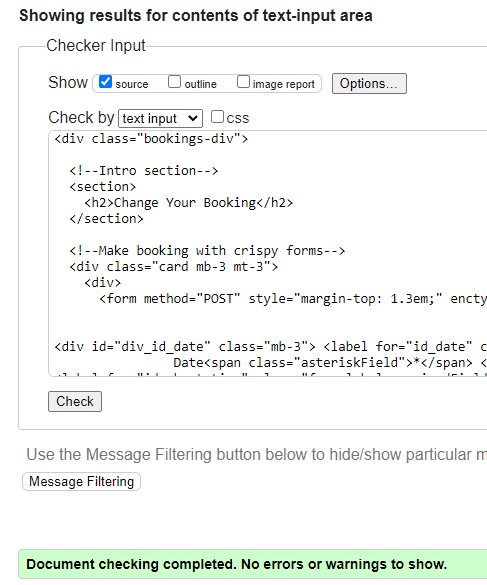 Showing results for contents of text-input area
Checker Input
Show source outline image report Options...
Check by text input css
<div class="bookings-div">
<!--Intro section-->
<section>
<h2>Change Your Booking</h2>
</section>
<!--Make booking with crispy forms-->
<div class="card mb-3 mt-3">
<div>
<form method="POST" style="margin-top: 1.3em;" encty
<div id="div_id_date" class="mb-3"> <label for="id_date" c
Date<span class="asteriskField">*</span> <
Check
Use the Message Filtering button below to hide/show particular m
Message Filtering
Document checking completed. No errors or warnings to show.